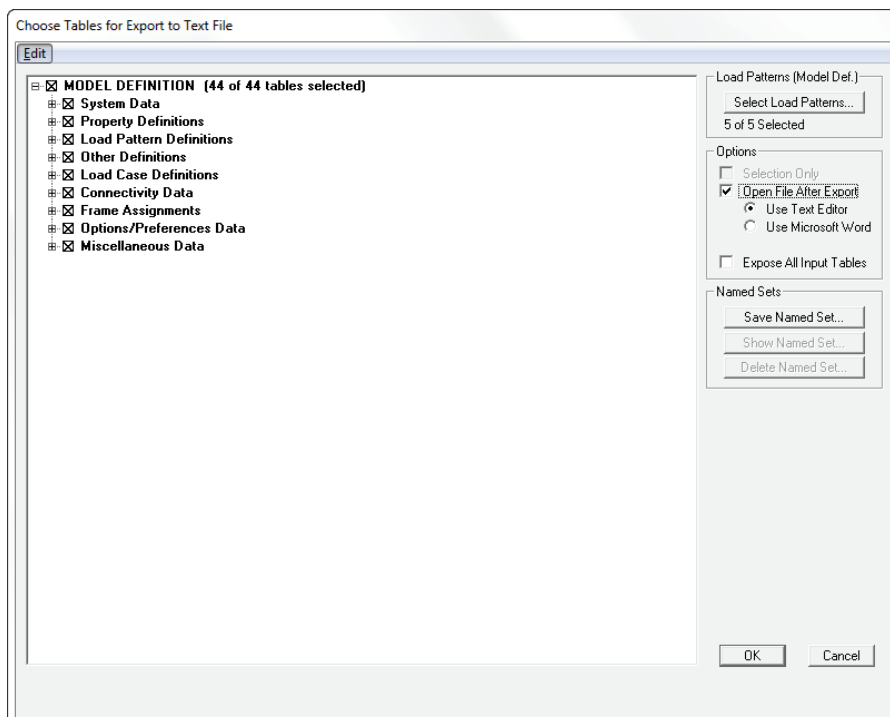 Choose Tables for Export to Text File
Edit
MODEL DEFINITION (44 of 44 tables selected)
System Data
Property Definitions
Load Pattern Definitions
Other Definitions
Load Case Definitions
Connectivity Data
Frame Assignments
Options/Preferences Data
Miscellaneous Data
Load Patterns (Model Def.)
Select Load Patterns...
5 of 5 Selected
Options
Selection Only
Open File After Export
Use Text Editor
Use Microsoft Word
Expose All Input Tables
Named Sets
Save Named Set...
Show Named Set...
Delete Named Set...
OK
Cancel